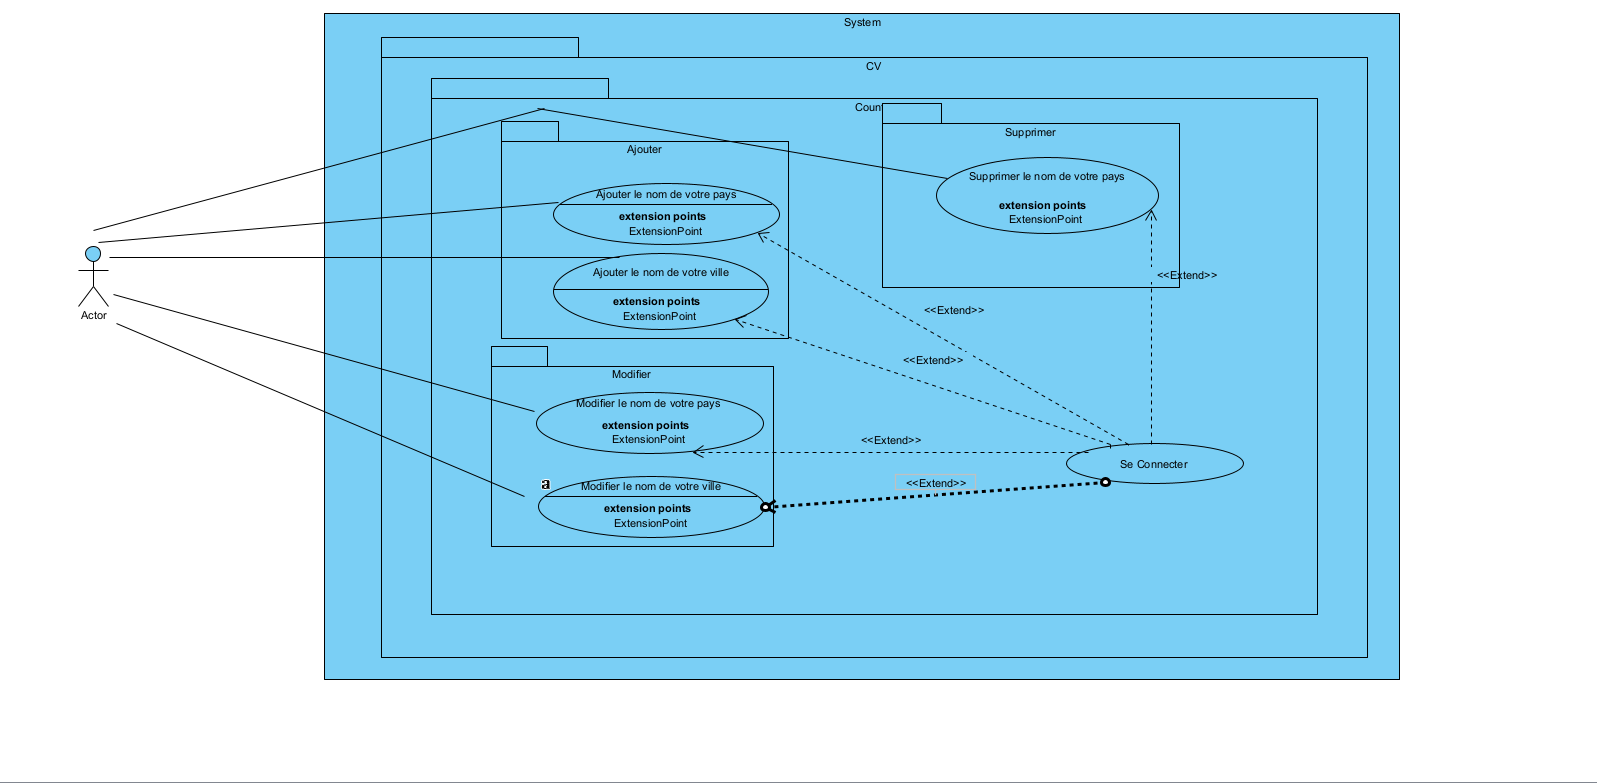 System
CV
Coun
Supprimer
Ajouter
Supprimer le nom de votre pays
extension points
ExtensionPoint
Ajouter le nom de votre pays
extension points
ExtensionPoint
Ajouter le nom de votre ville
extension points
ExtensionPoint
<<Extend>>
<<Extend>>
<<Extend>>
Actor
Modifier
Modifier le nom de votre pays
extension points
ExtensionPoint
<<Extend>>
Se Connecter
a
Modifier le nom de votre ville
extension points
ExtensionPoint
<<Extend>>